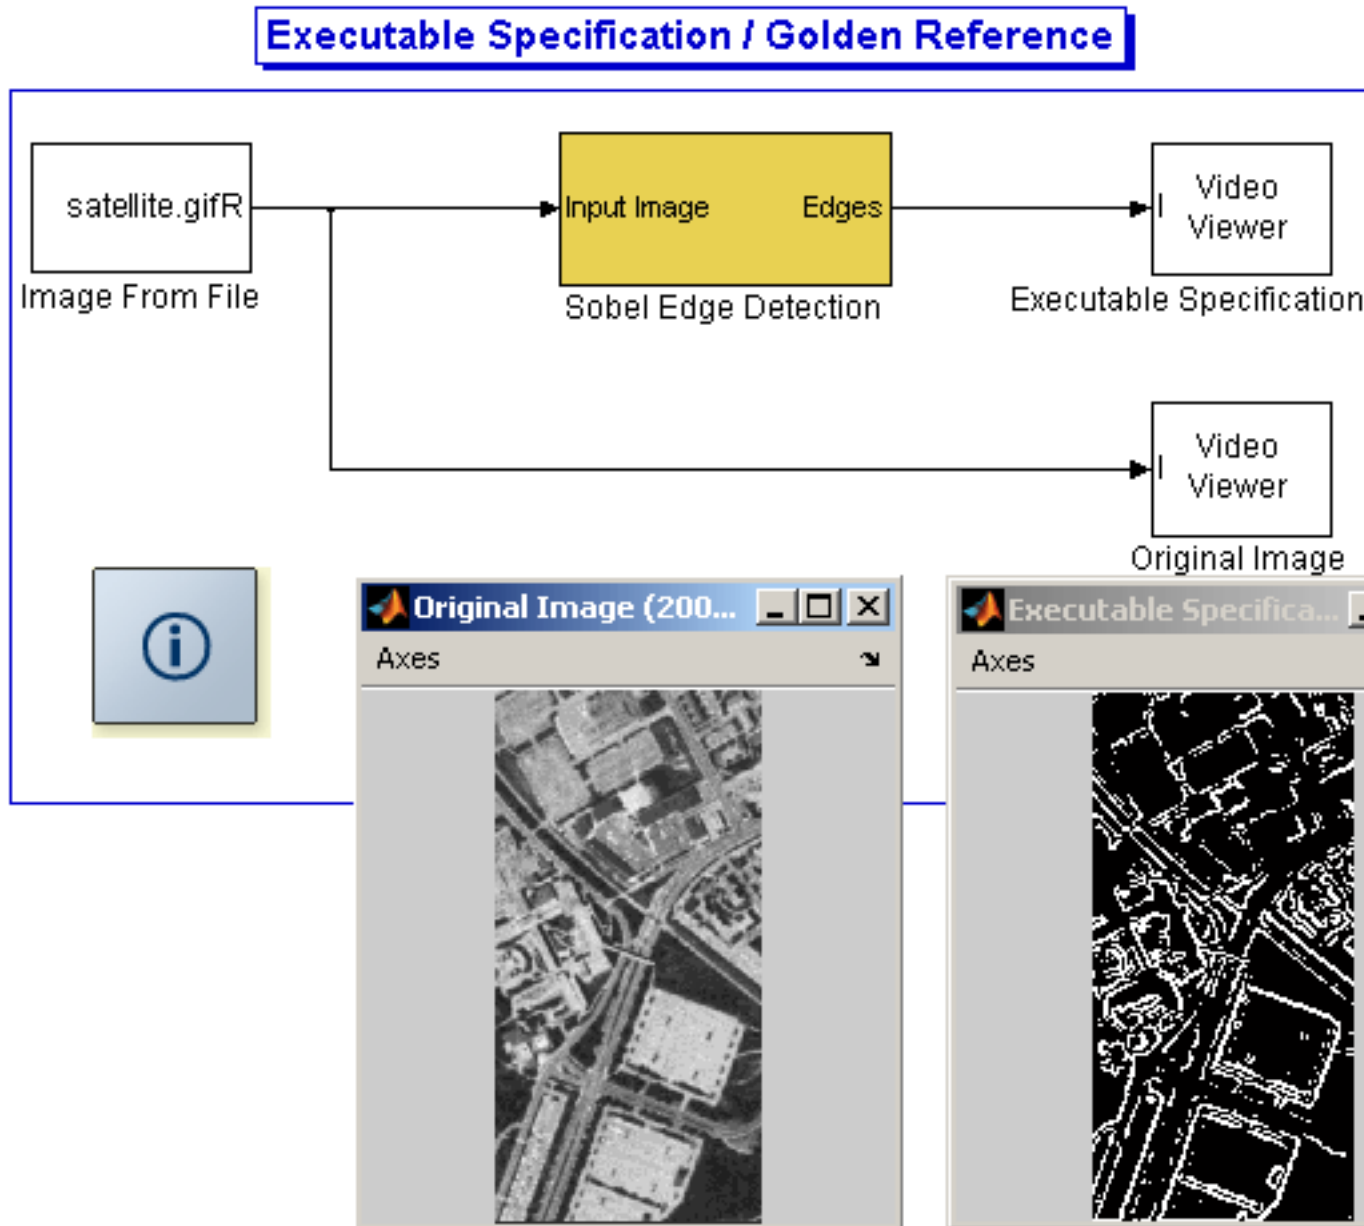 Executable Specification / Golden Reference
satellite.gifR
Image From File
Input Image
Edges
Sobel Edge Detection
I
Video
Viewer
Executable Specification
I
Video
Viewer
Original Image
i
Original Image (200...
Axes
Executable Specifica...
Axes